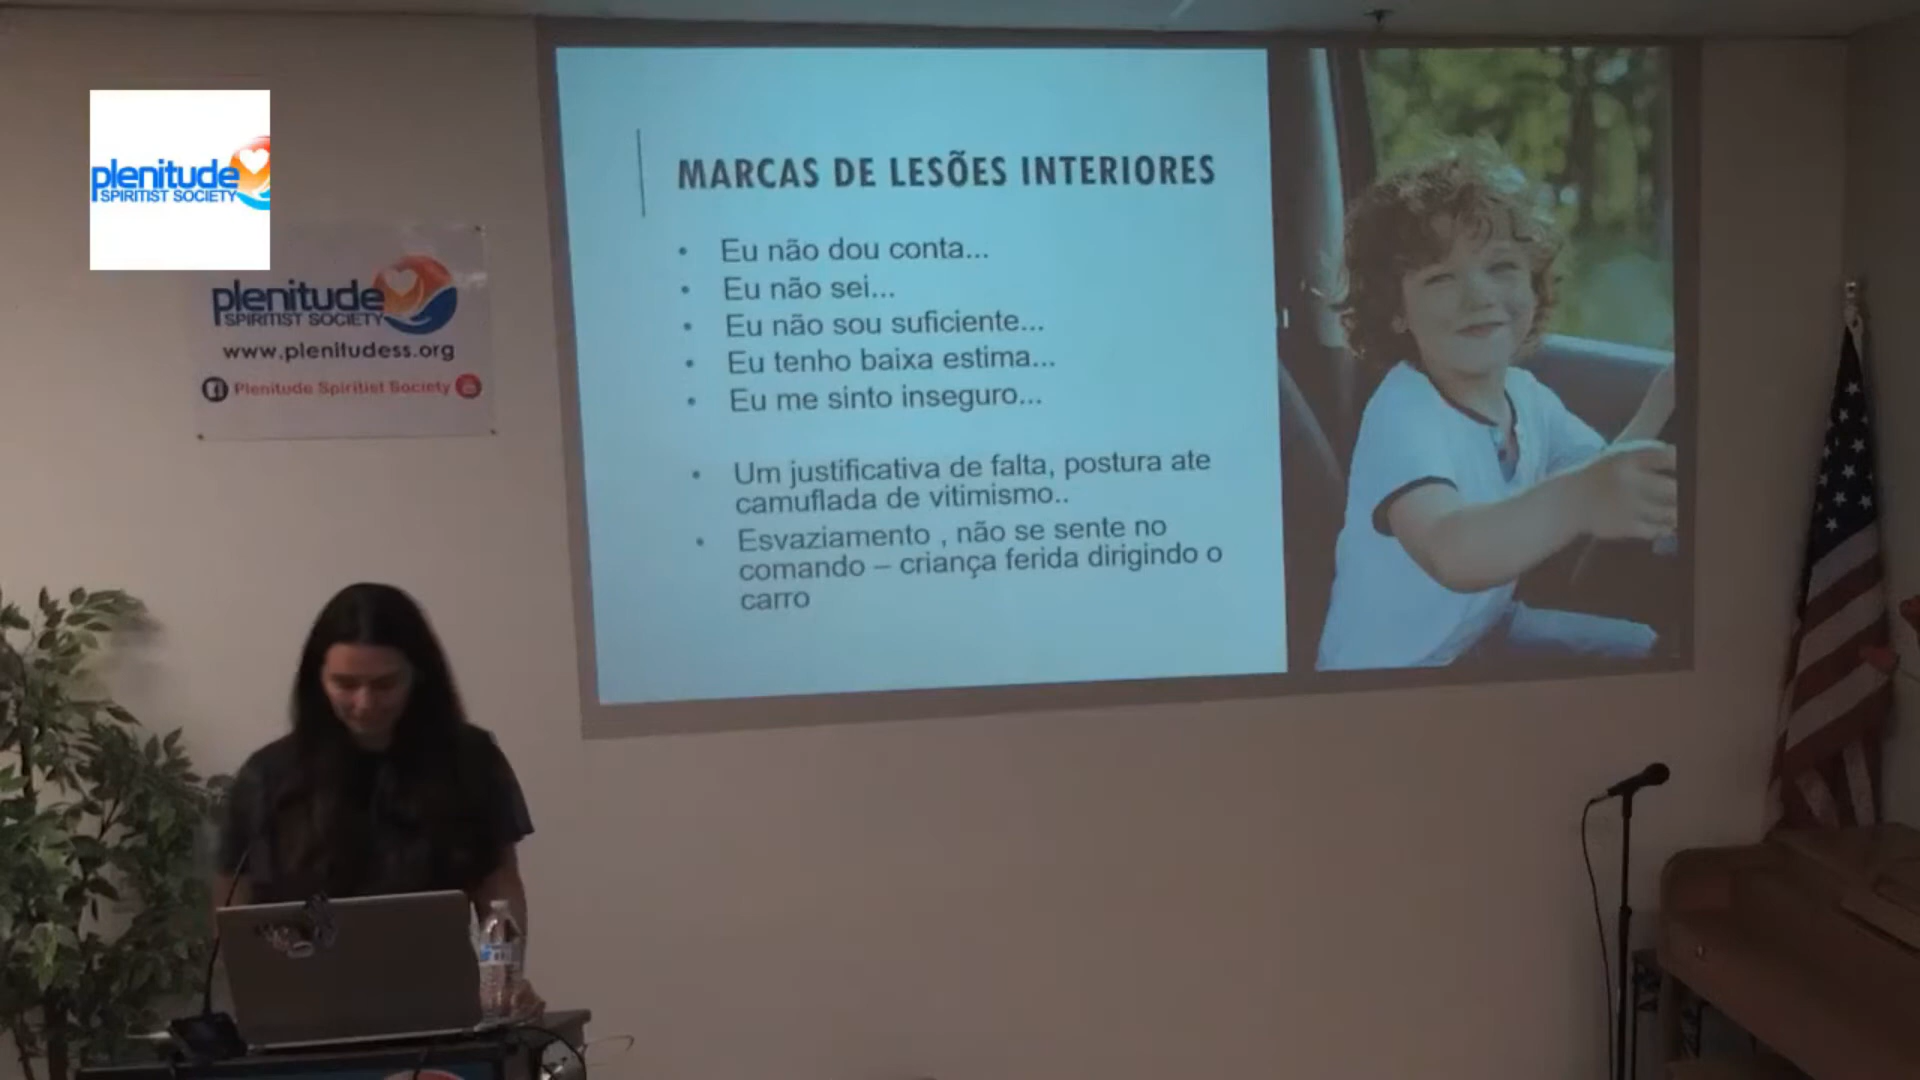 plenitude
SPIRITIST SOCIETY
plenitude
SPIRITIST SOCIETY
www.plenitudess.org
Plenitude Spiritist Society
MARCAS DE LESÕES INTERIORES
• Eu não dou conta...
• Eu não sei...
• Eu não sou suficiente...
• Eu tenho baixa estima...
• Eu me sinto inseguro...
• Um justificativa de falta, postura ate
camuflada de vitimismo..
• Esvaziamento , não se sente no
comando – criança ferida dirigindo o
carro